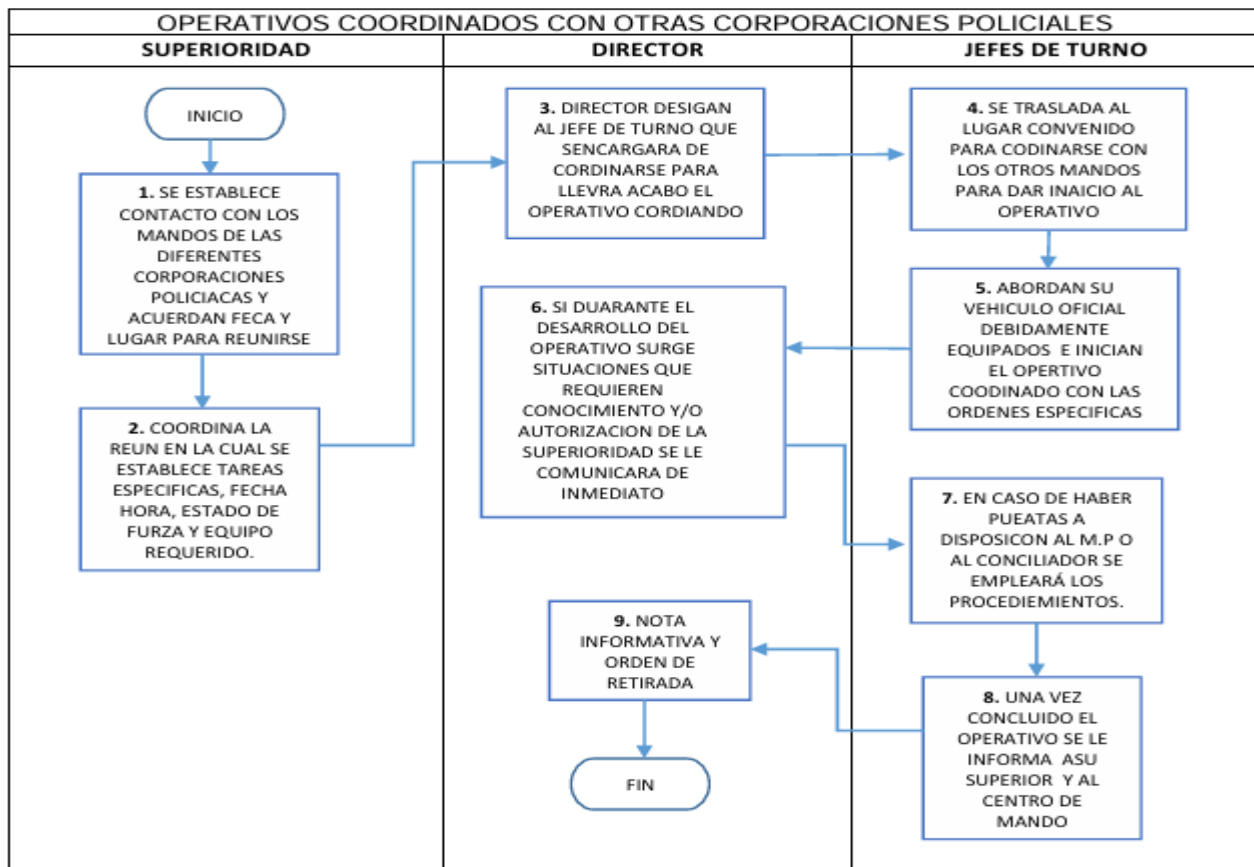 OPERATIVOS COORDINADOS CON OTRAS CORPORACIONES POLICIALES
SUPERIORIDAD
DIRECTOR
JEFES DE TURNO
INICIO
1. SE ESTABLECE
CONTACTO CON LOS
MANDOS DE LAS
DIFERENTES
CORPORACIONES
POLICIACAS Y
ACUERDAN FECA Y
LUGAR PARA REUNIRSE
2. COORDINA LA
REUN EN LA CUAL SE
ESTABLECE TAREAS
ESPECIFICAS, FECHA
HORA, ESTADO DE
FURZA Y EQUIPO
REQUERIDO.
3. DIRECTOR DESIGAN
AL JEFE DE TURNO QUE
SENCARGARA DE
CORDINARSE PARA
LLEVRA ACABO EL
OPERATIVO CORDIANDO
4. SE TRASLADA AL
LUGAR CONVENIDO
PARA CODINARSE CON
LOS OTROS MANDOS
PARA DAR INAICIO AL
OPERATIVO
5. ABORDAN SU
VEHICULO OFICIAL
DEBIDAMENTE
EQUIPADOS E INICIAN
EL OPERTIVO
COODINADO CON LAS
ORDENES ESPECIFICAS
6. SI DUARANTE EL
DESARROLLO DEL
OPERATIVO SURGE
SITUACIONES QUE
REQUIEREN
CONOCIMIENTO Y/O
AUTORIZACION DE LA
SUPERIORIDAD SE LE
COMUNICARA DE
INMEDIATO
7. EN CASO DE HABER
PUEATAS A
DISPOSICON AL M.P O
AL CONCILIADOR SE
EMPLEARÁ LOS
PROCEDIEMIENTOS.
8. UNA VEZ
CONCLUIDO EL
OPERATIVO SE LE
INFORMA ASU
SUPERIOR Y AL
CENTRO DE
MANDO
9. NOTA
INFORMATIVA Y
ORDEN DE
RETIRADA
FIN